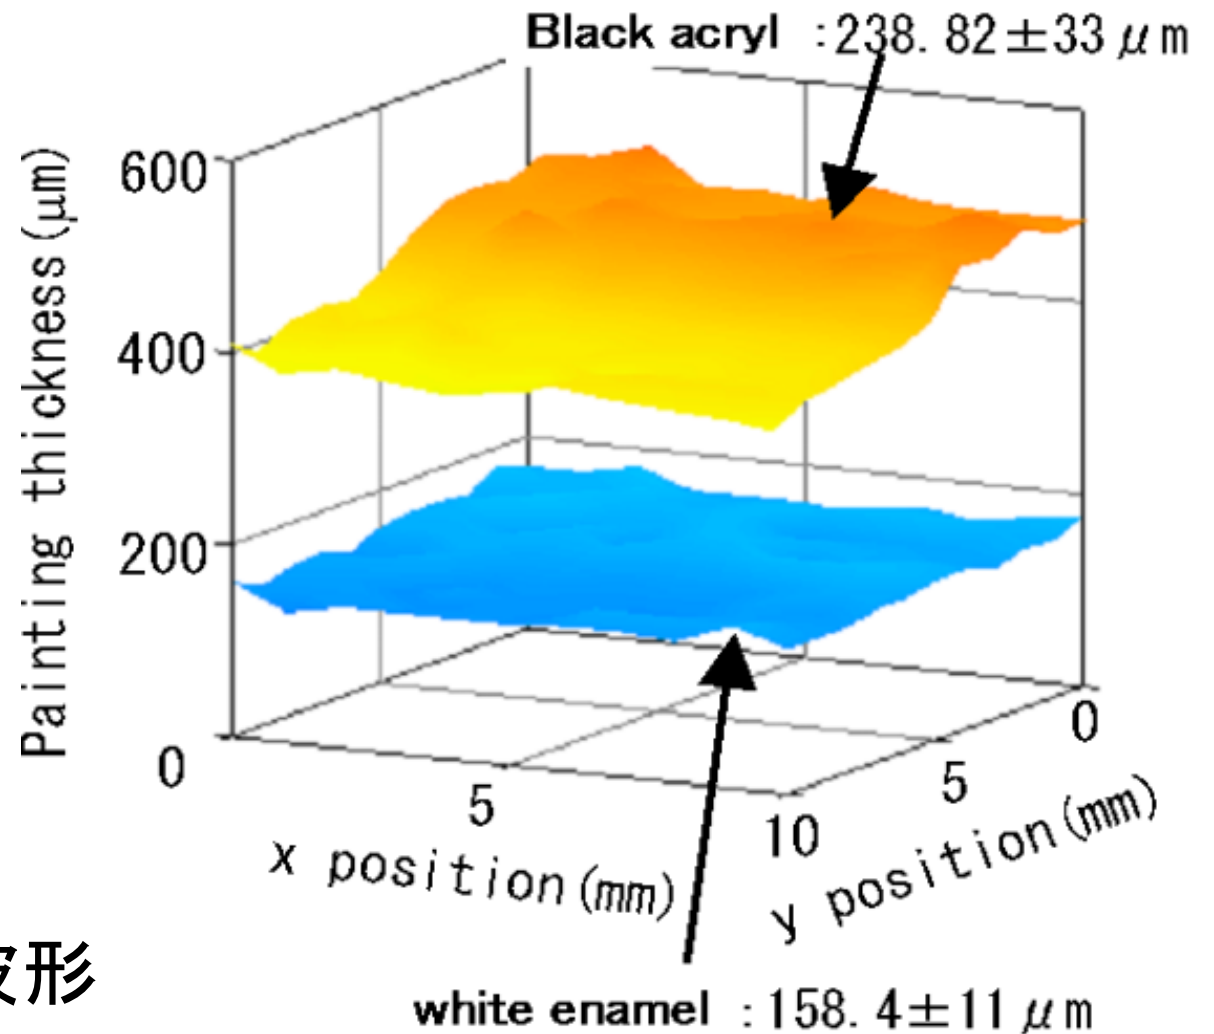 Black acryl :238.82±33μm
Painting thickness(μm)
600
400
200
0
5
10
x position(mm)
0
5
y position(mm)
形
white enamel :158.4±11μm